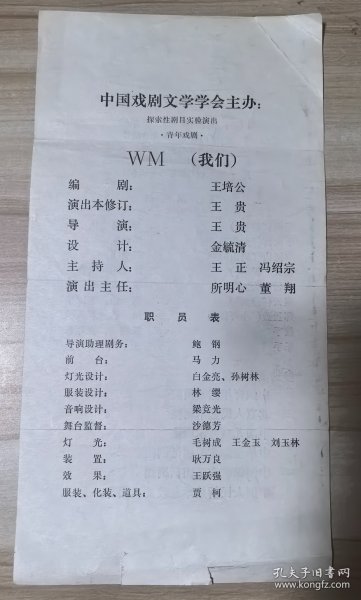 中国戏剧文学学会主办：
探索性剧目实验演出
·青年戏剧·
WM （我们）
编剧： 王培公
演出本修订： 王贵
导演： 王贵
设计： 金毓清
主持人： 王正 冯绍宗
演出主任： 所明心 董翔
职员表
导演助理剧务： 鲍钢
前台： 马力
灯光设计： 白金亮、孙树林
服装设计： 林缨
音响设计： 梁竞光
舞台监督： 沙德芳
灯光： 毛树成 王金玉 刘玉林
装置： 耿万良
效果： 王跃强
服装、化装、道具： 贾柯
孔夫子旧书网
www.kongfz.com